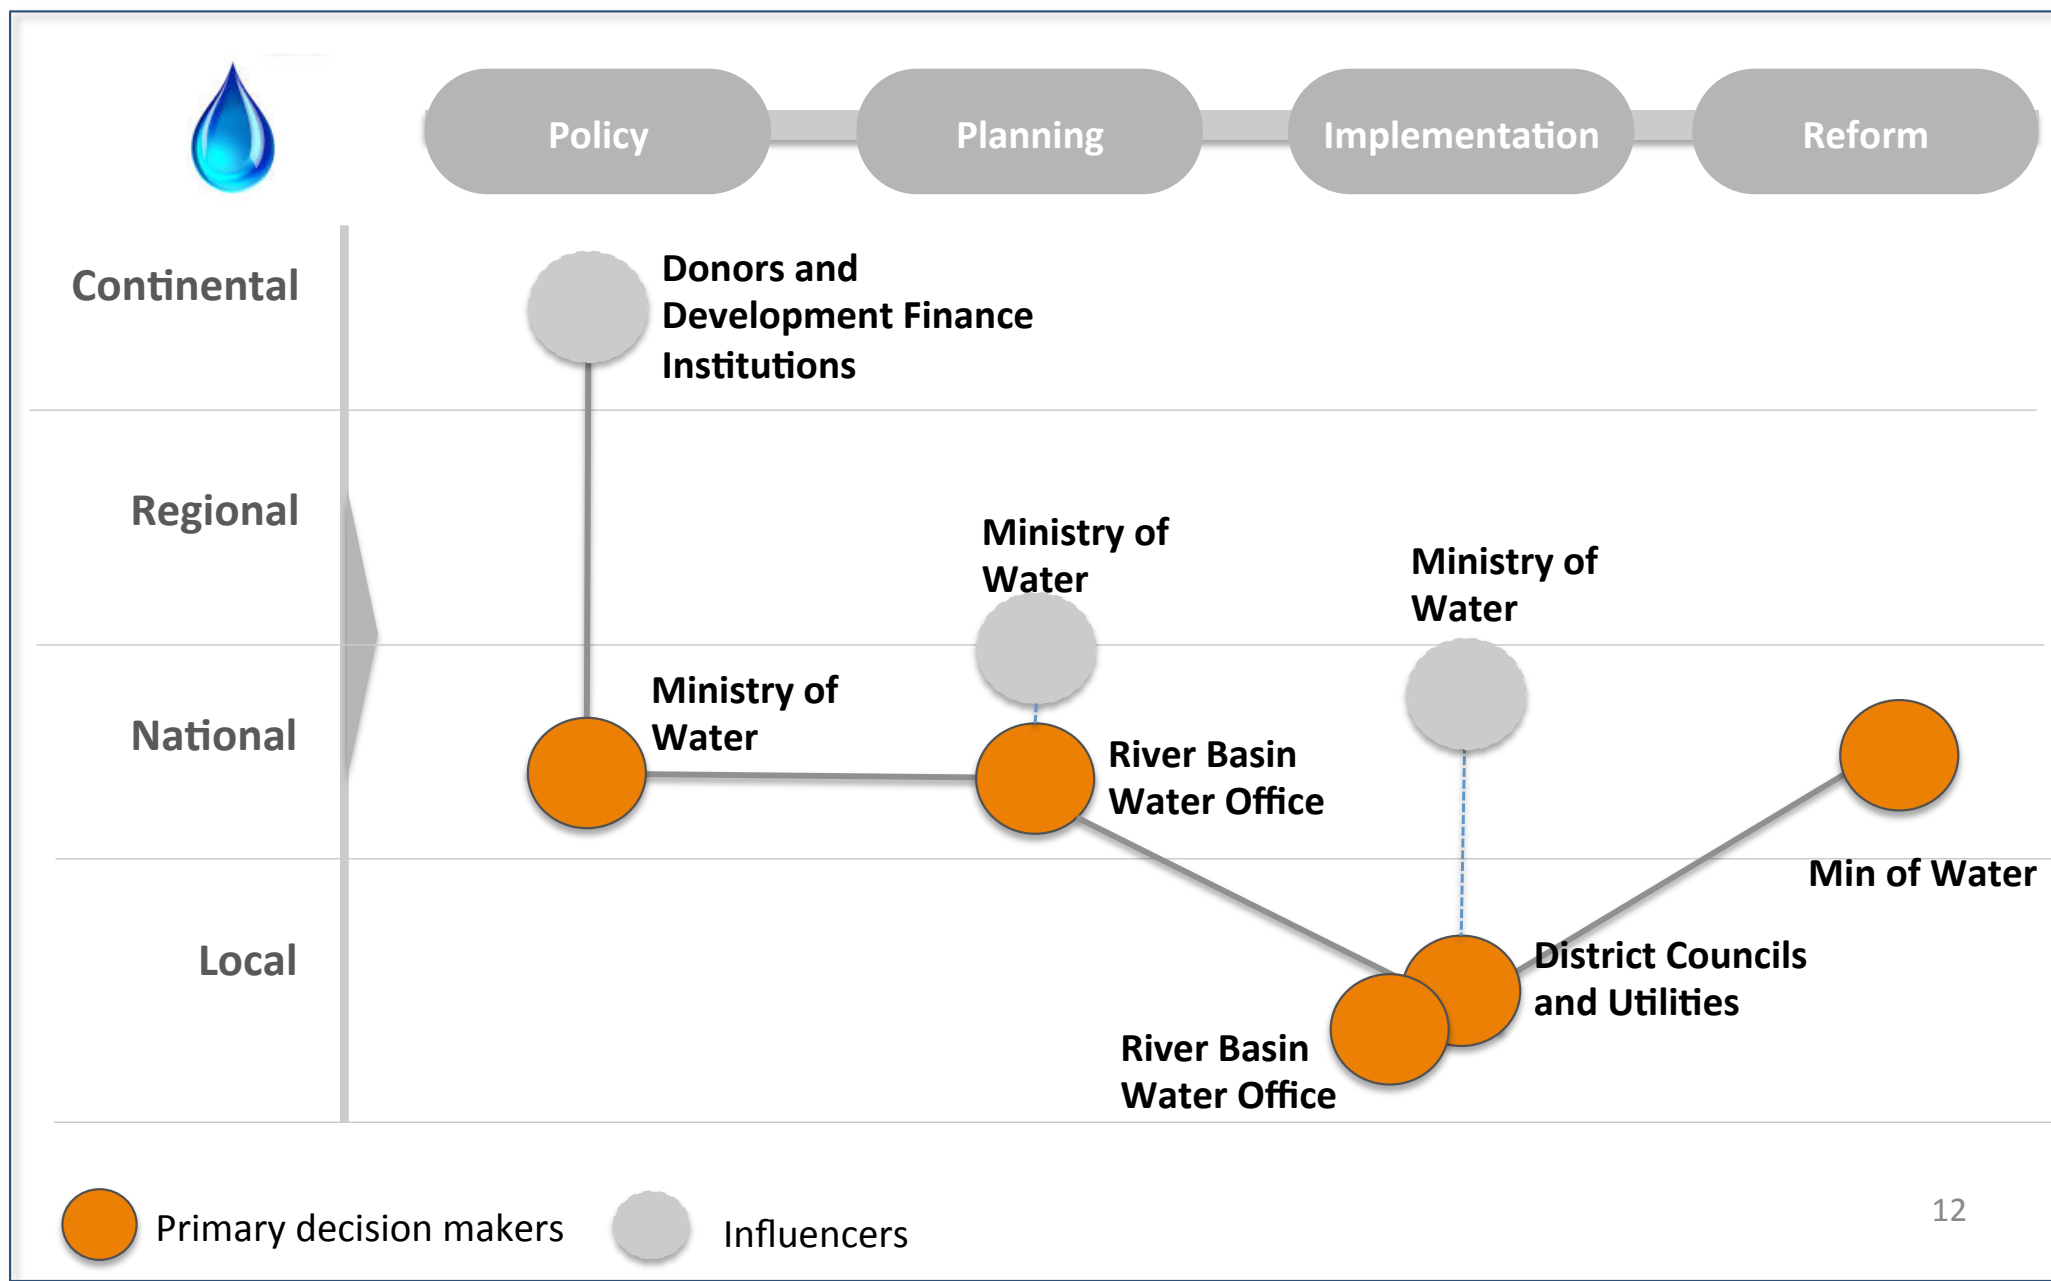 Policy
Planning
Implementation
Reform
Continental
Donors and
Development Finance
Institutions
Regional
Ministry of
Water
Ministry of
Water
National
Ministry of
Water
River Basin
Water Office
Min of Water
Local
District Councils
and Utilities
River Basin
Water Office
Primary decision makers
Influencers
12